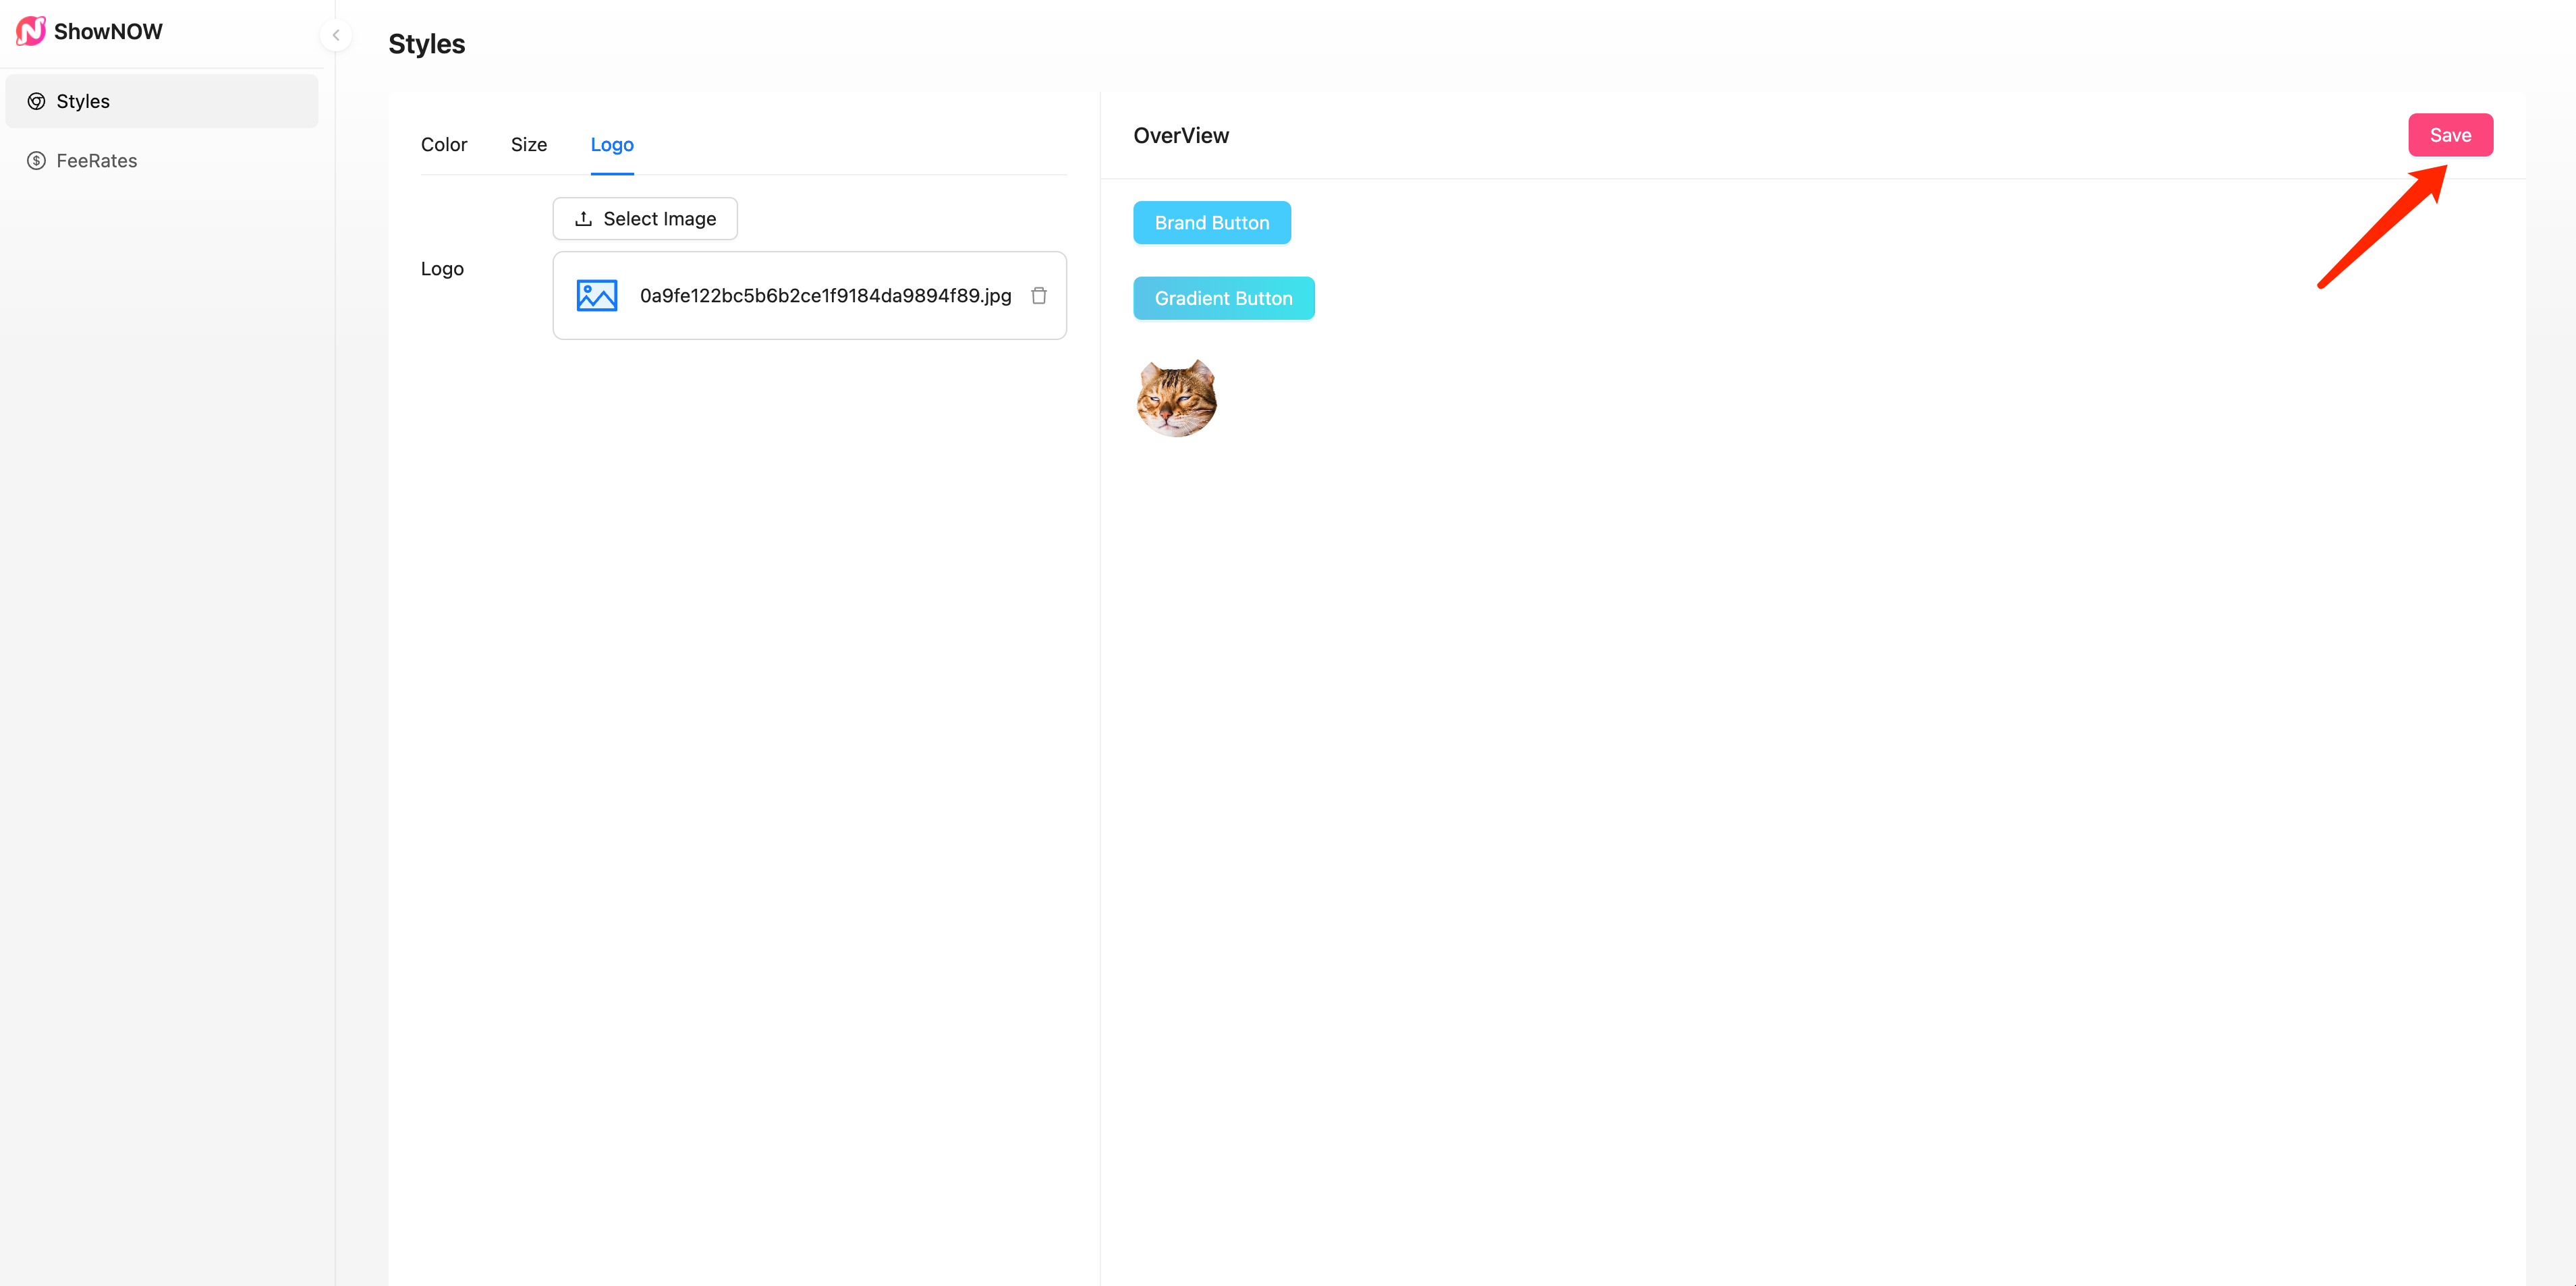 ShowNOW
Styles
FeeRates
Styles
Color Size Logo
Select Image
Logo
0a9fe122bc5b6b2ce1f9184da9894f89.jpg
OverView
Save
Brand Button
Gradient Button